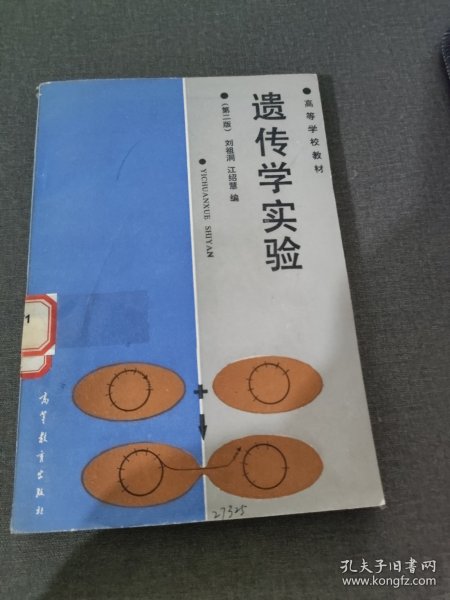 高等学校教材
遗传学实验
(第二版) 刘祖洞 江绍慧 编
YICHUANXUE SHIYAN
1
高等教育出版社
27325
孔夫子旧书网
www.kongfz.com